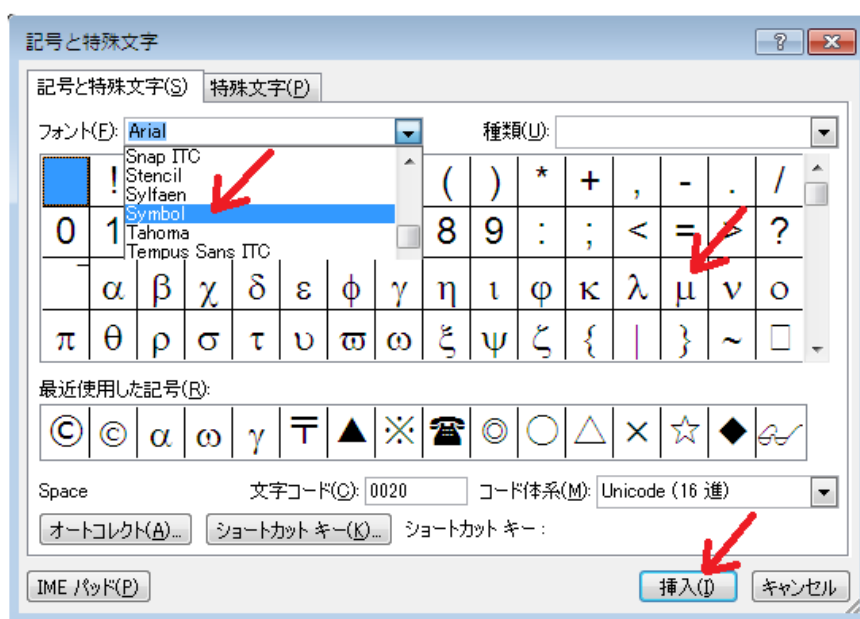 記号と特殊文字
記号と特殊文字(S) 特殊文字(P)
フォント(F): Arial 種類(U):
Snap ITC
Stencil
Sylfaen
Symbol
Tahoma
Tempus Sans ITC
! ( ) * + , - . /
0 1 8 9 : ; < = > ?
‾ α β χ δ ε ϕ γ η ι φ κ λ μ ν ο
π θ ρ σ τ υ ϖ ω ξ ψ ζ { | } ~ □
最近使用した記号(R):
© © α ω γ 〒 ▲ ※ ☎ ◎ ○ △ × ☆ ◆ 👓
Space 文字コード(C): 0020 コード体系(M): Unicode (16 進)
オートコレクト(A)... ショートカット キー(K)... ショートカット キー :
IME パッド(P) 挿入(I) キャンセル